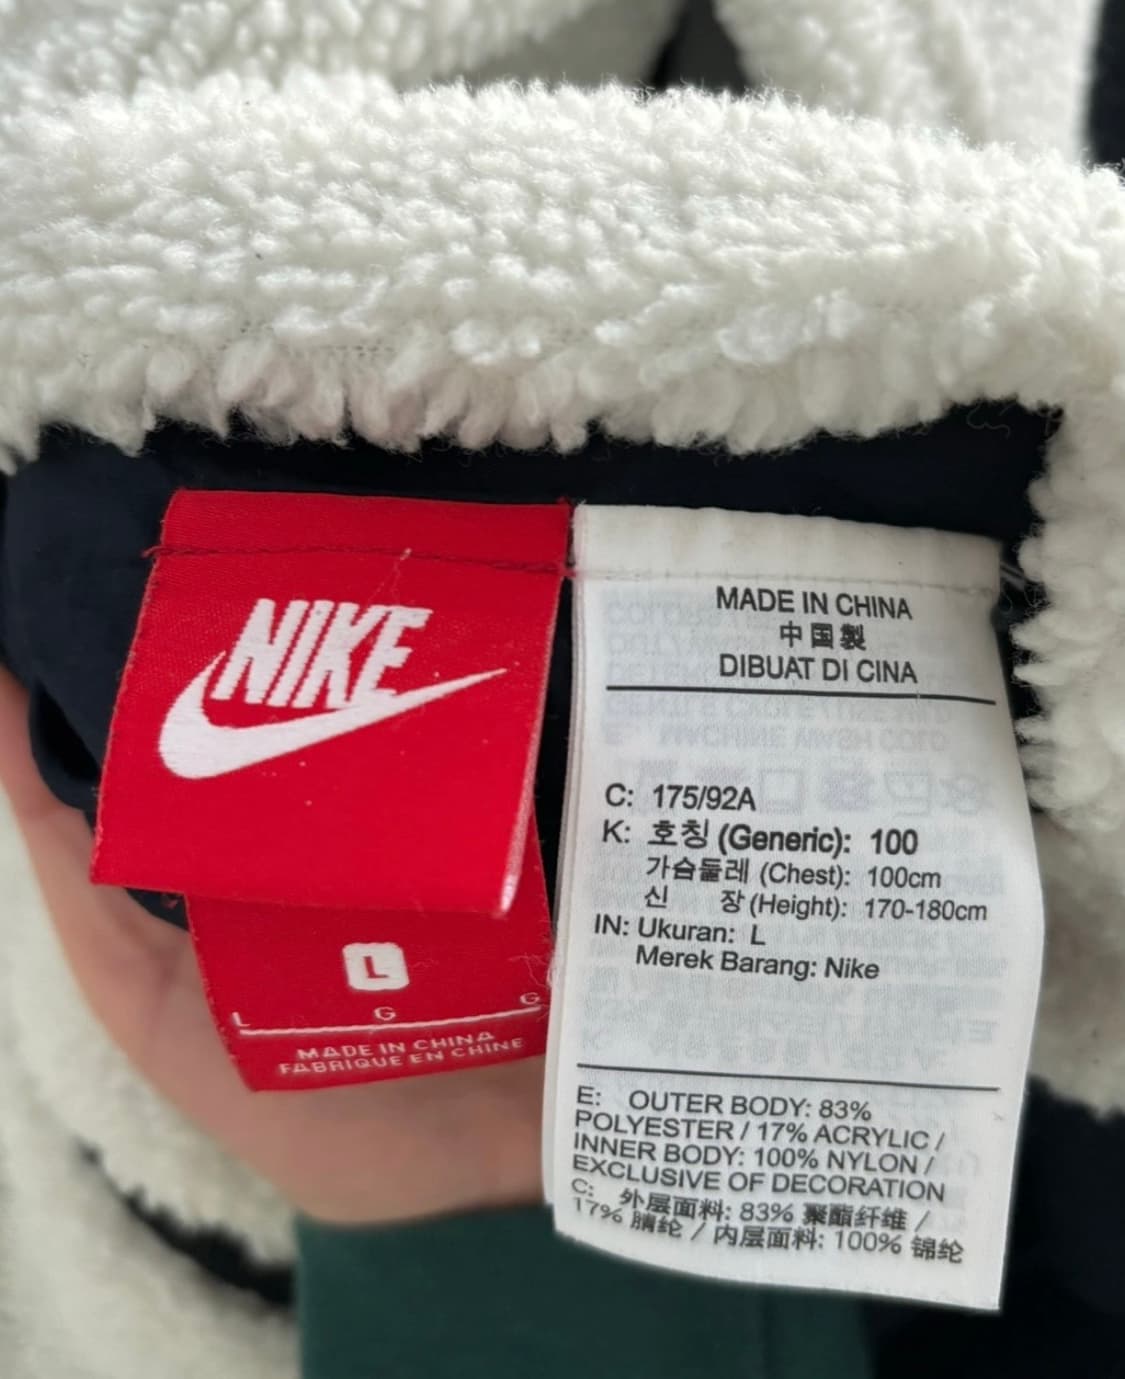 NIKE
L
L G G
MADE IN CHINA
FABRIQUE EN CHINE
MADE IN CHINA
中国製
DIBUAT DI CINA
C: 175/92A
K: 호칭 (Generic): 100
가슴둘레 (Chest): 100cm
신 장 (Height): 170-180cm
IN: Ukuran: L
Merek Barang: Nike
E: OUTER BODY: 83%
POLYESTER / 17% ACRYLIC /
INNER BODY: 100% NYLON /
EXCLUSIVE OF DECORATION
C: 外层面料: 83% 聚酯纤维 /
17% 腈纶 / 内层面料: 100% 锦纶